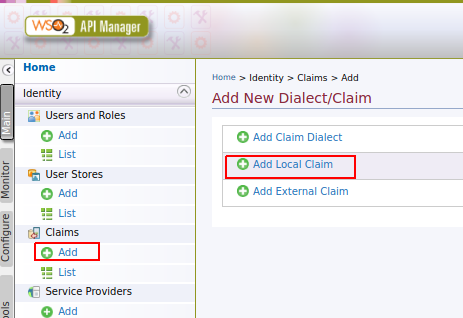 WSO2 API Manager
Home
Identity
Users and Roles
Add
List
User Stores
Add
List
Claims
Add
List
Service Providers
Add
Main
Monitor
Configure
ols
Home > Identity > Claims > Add
Add New Dialect/Claim
Add Claim Dialect
Add Local Claim
Add External Claim